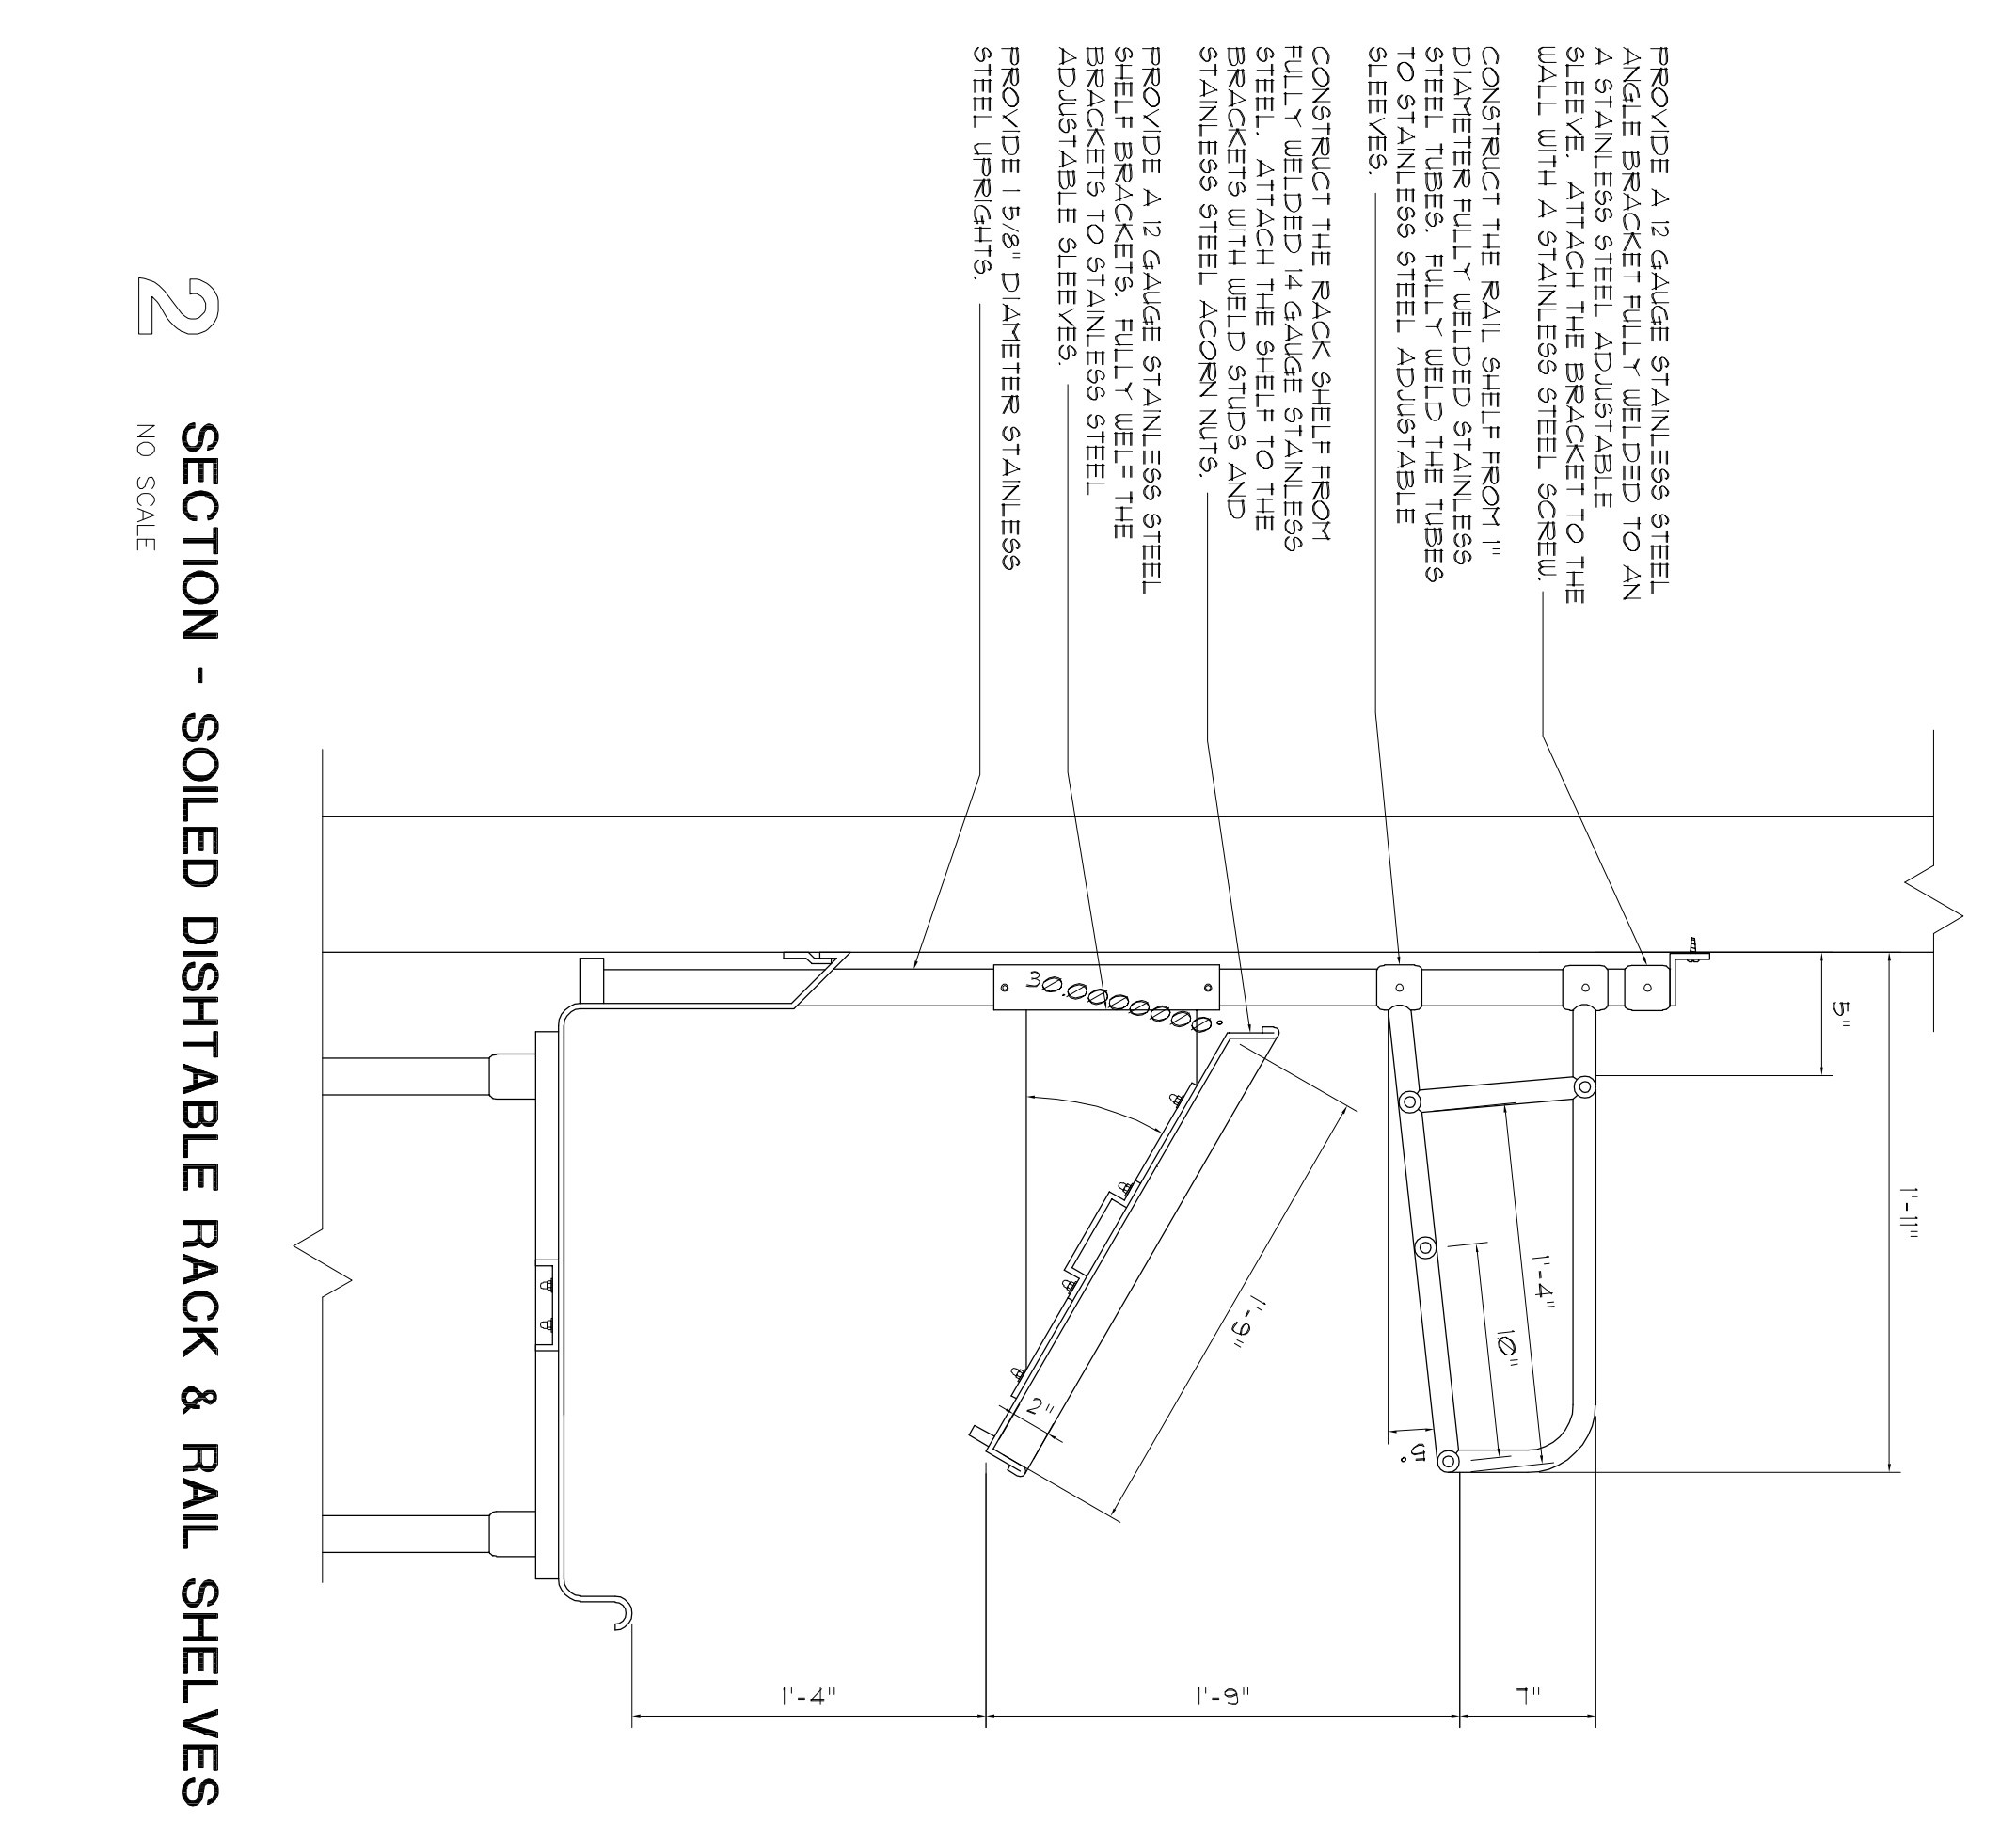 PROVIDE A 12 GAUGE STAINLESS STEEL
ANGLE BRACKET FULLY WELDED TO AN
A STAINLESS STEEL ADJUSTABLE
SLEEVE. ATTACH THE BRACKET TO THE
WALL WITH A STAINLESS STEEL SCREW.
CONSTRUCT THE RAIL SHELF FROM 1"
DIAMETER FULLY WELDED STAINLESS
STEEL TUBES. FULLY WELD THE TUBES
TO STAINLESS STEEL ADJUSTABLE
SLEEVES.
CONSTRUCT THE RACK SHELF FROM
FULLY WELDED 14 GAUGE STAINLESS
STEEL. ATTACH THE SHELF TO THE
BRACKETS WITH WELD STUDS AND
STAINLESS STEEL ACORN NUTS.
PROVIDE A 12 GAUGE STAINLESS STEEL
SHELF BRACKETS. FULLY WELF THE
BRACKETS TO STAINLESS STEEL
ADJUSTABLE SLEEVES.
PROVIDE 1 5/8" DIAMETER STAINLESS
STEEL UPRIGHTS.
5"
1'-11"
1'-4"
10"
5°
30.0000000°
1'-9"
2"
7"
1'-9"
1'-4"
2
SECTION - SOILED DISHTABLE RACK & RAIL SHELVES
NO SCALE